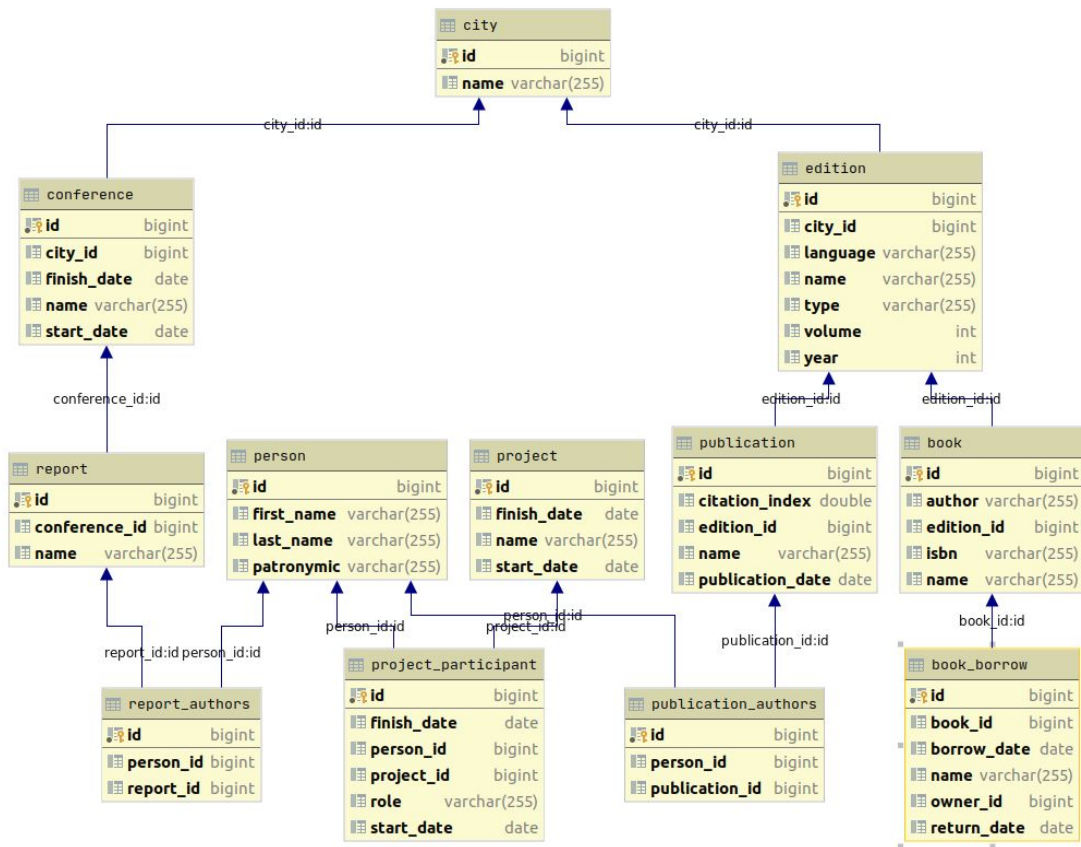 city
id bigint
name varchar(255)
city_id:id
city_id:id
conference
id bigint
city_id bigint
finish_date date
name varchar(255)
start_date date
edition
id bigint
city_id bigint
language varchar(255)
name varchar(255)
type varchar(255)
volume int
year int
conference_id:id
edition_id:id
edition_id:id
report
id bigint
conference_id bigint
name varchar(255)
person
id bigint
first_name varchar(255)
last_name varchar(255)
patronymic varchar(255)
project
id bigint
finish_date date
name varchar(255)
start_date date
publication
id bigint
citation_index double
edition_id bigint
name varchar(255)
publication_date date
book
id bigint
author varchar(255)
edition_id bigint
isbn varchar(255)
name varchar(255)
report_id:id
person_id:id
person_id:id
project_id:id
person_id:id
publication_id:id
book_id:id
report_authors
id bigint
person_id bigint
report_id bigint
project_participant
id bigint
finish_date date
person_id bigint
project_id bigint
role varchar(255)
start_date date
publication_authors
id bigint
person_id bigint
publication_id bigint
book_borrow
id bigint
book_id bigint
borrow_date date
name varchar(255)
owner_id bigint
return_date date